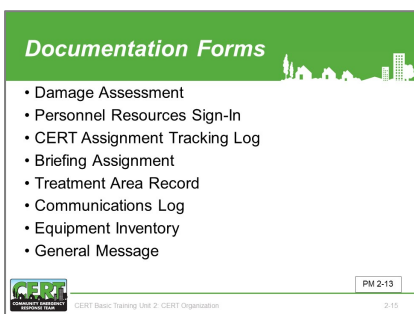 Documentation Forms
• Damage Assessment
• Personnel Resources Sign-In
• CERT Assignment Tracking Log
• Briefing Assignment
• Treatment Area Record
• Communications Log
• Equipment Inventory
• General Message
PM 2-13
CERT
COMMUNITY EMERGENCY
RESPONSE TEAM
CERT Basic Training Unit 2: CERT Organization
2-15